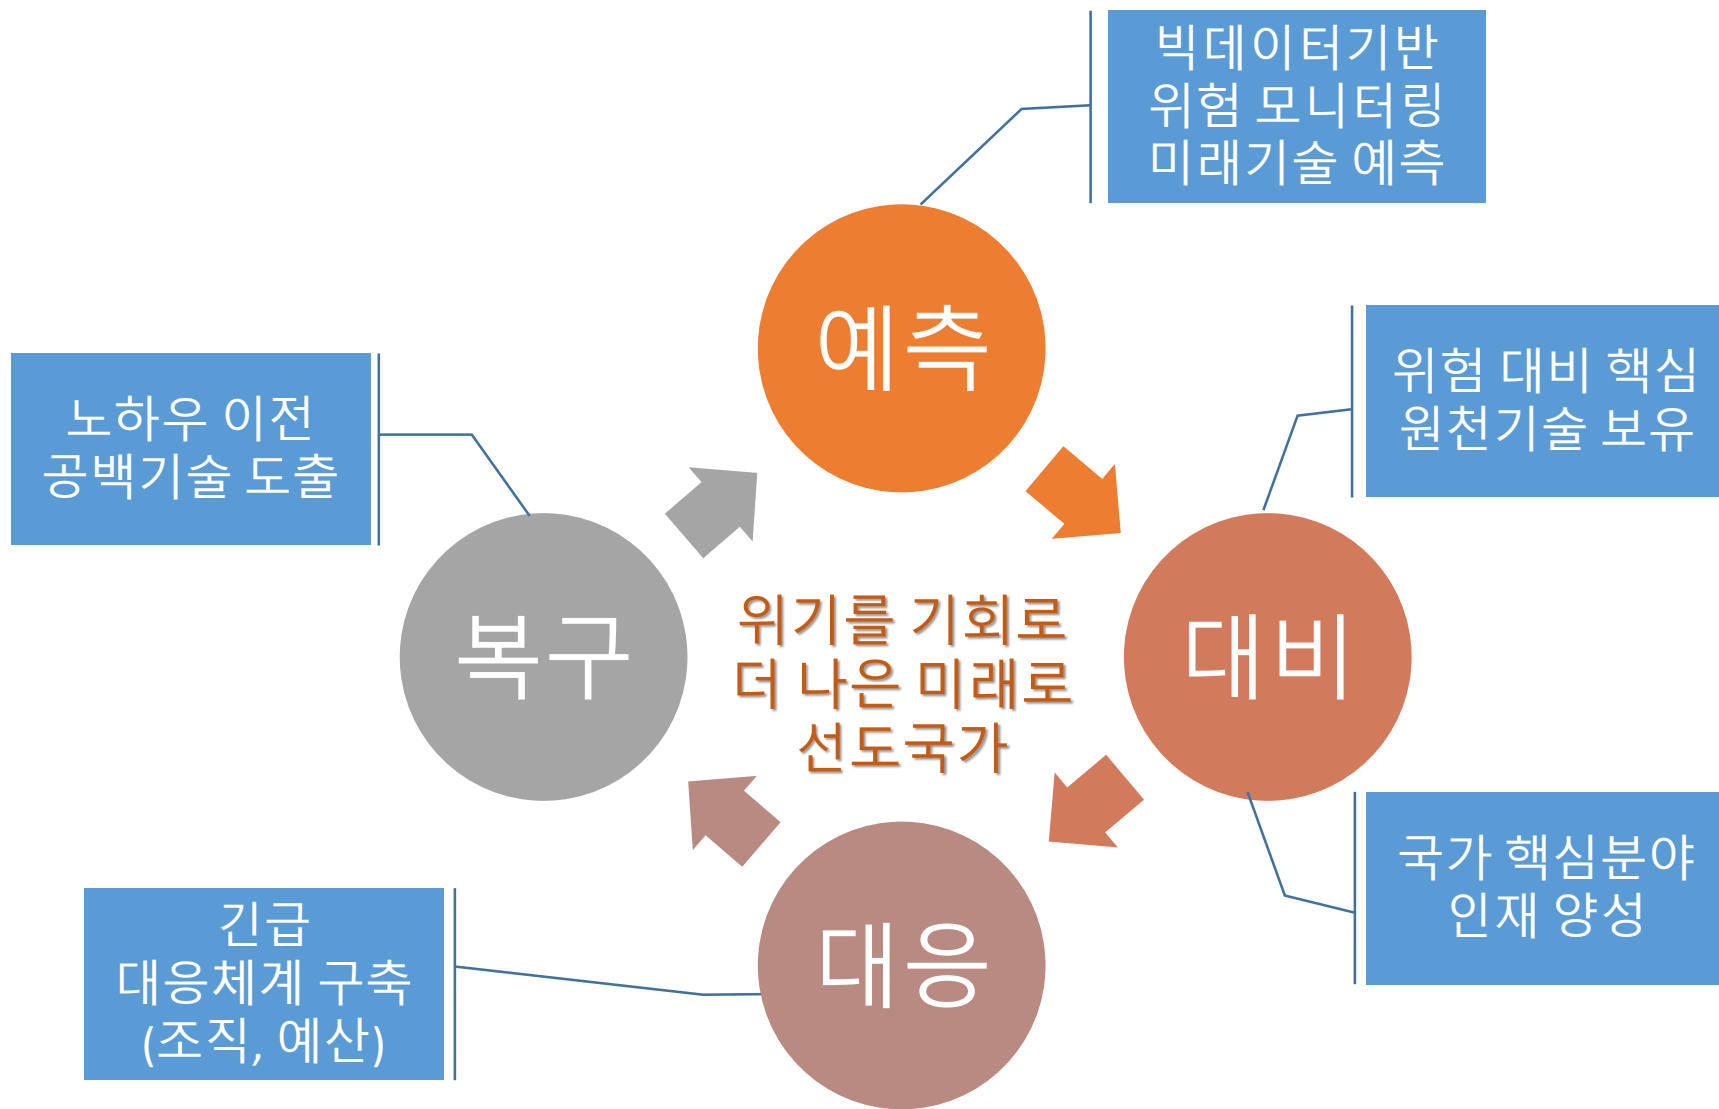 빅데이터기반
위험 모니터링
미래기술 예측
예측
위험 대비 핵심
원천기술 보유
노하우 이전
공백기술 도출
복구
위기를 기회로
더 나은 미래로
선도국가
대비
국가 핵심분야
인재 양성
긴급
대응체계 구축
(조직, 예산)
대응